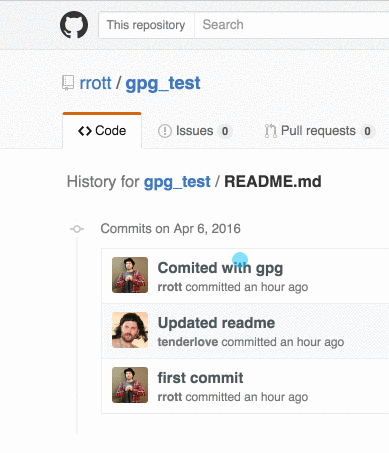 This repository Search
rrott / gpg_test
Code Issues 0 Pull requests 0
History for gpg_test / README.md
Commits on Apr 6, 2016
Comited with gpg
rrott committed an hour ago
Updated readme
tenderlove committed an hour ago
first commit
rrott committed an hour ago